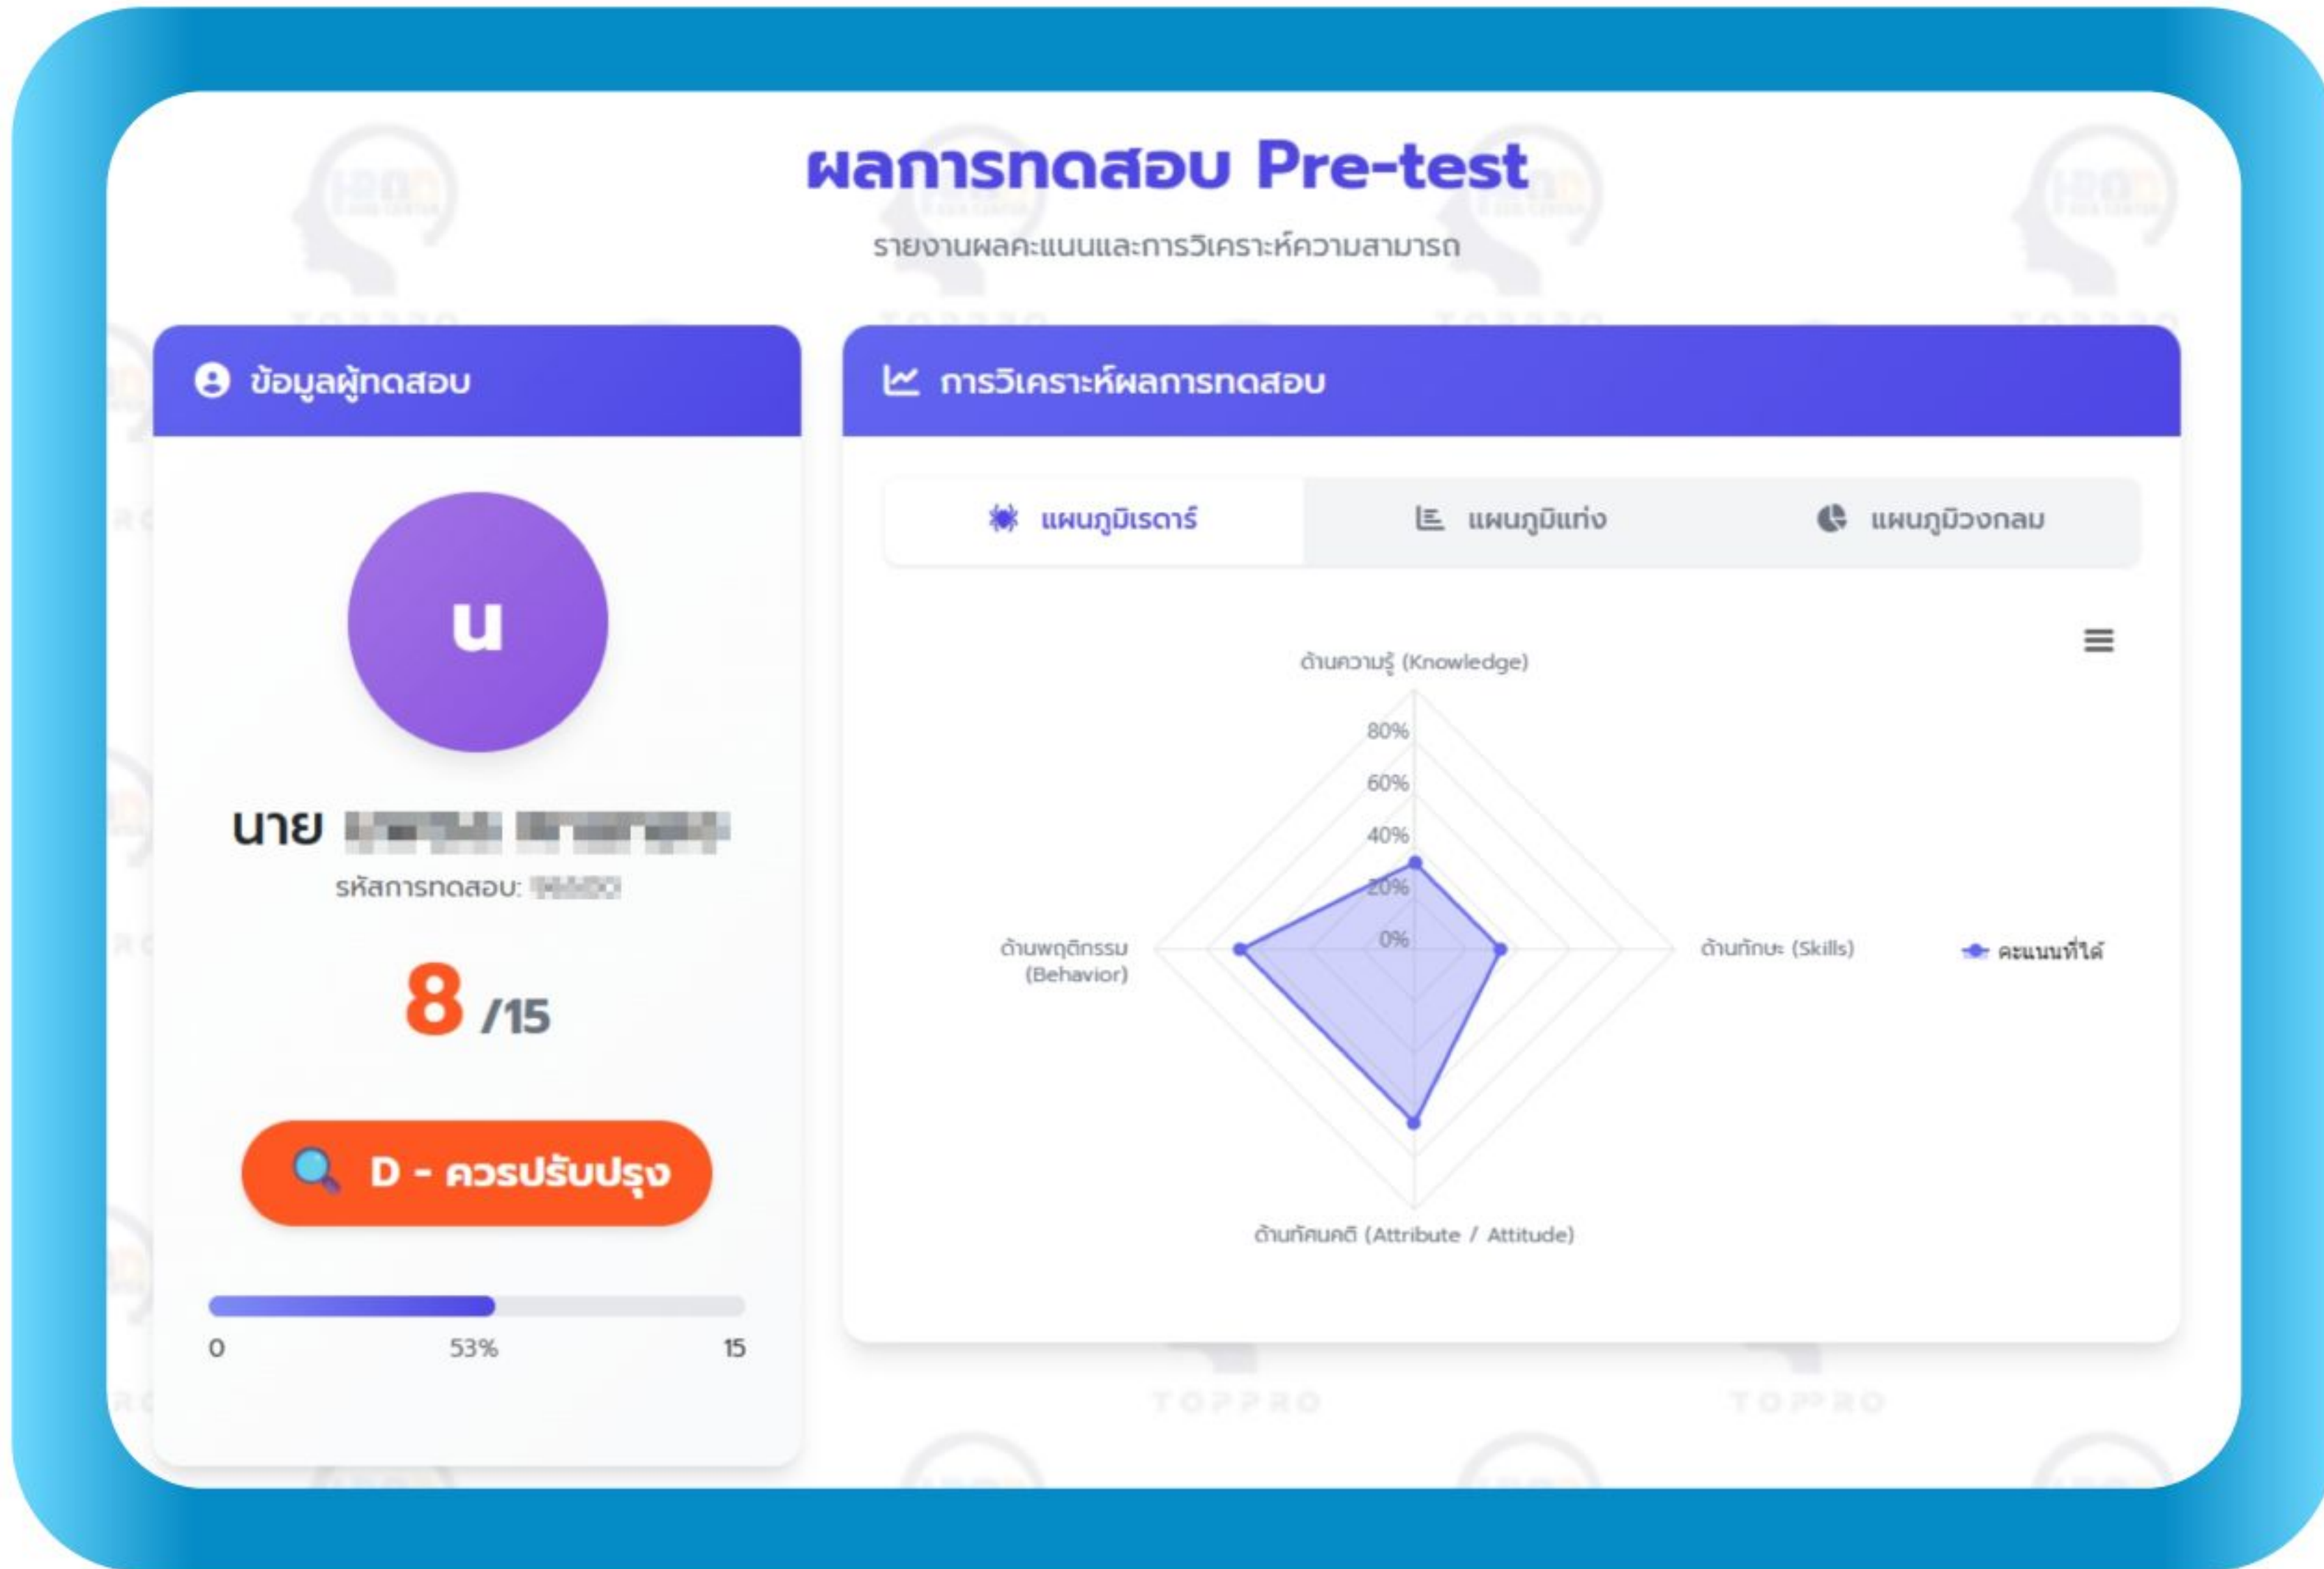 ผลการทดสอบ Pre-test
รายงานผลคะแนนและการวิเคราะห์ความสามารถ
ข้อมูลผู้ทดสอบ
น
นาย
รหัสการทดสอบ:
8 /15
D - ควรปรับปรุง
0 53% 15
การวิเคราะห์ผลการทดสอบ
แผนภูมิเรดาร์ แผนภูมิแท่ง แผนภูมิวงกลม
ด้านความรู้ (Knowledge)
80%
60%
40%
20%
0%
ด้านพฤติกรรม
(Behavior)
ด้านทักษะ (Skills)
คะแนนที่ได้
ด้านทัศนคติ (Attribute / Attitude)
TOPPRO
TOPPRO